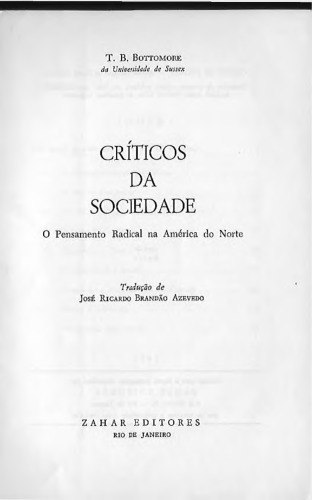 T. B. BOTTOMORE
da Universidade de Sussex
CRÍTICOS
DA
SOCIEDADE
O Pensamento Radical na América do Norte
Tradução de
JOSÉ RICARDO BRANDÃO AZEVEDO
ZAHAR EDITORES
RIO DE JANEIRO